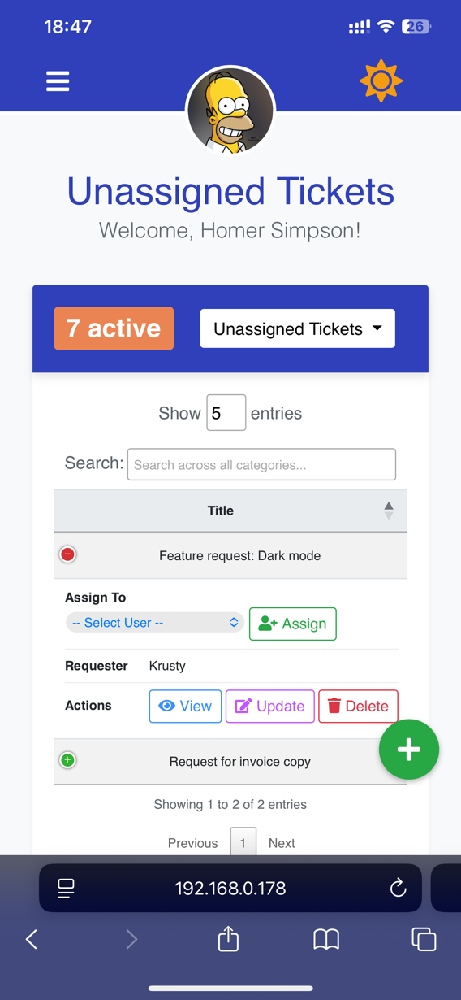 18:47
26
Unassigned Tickets
Welcome, Homer Simpson!
7 active
Unassigned Tickets
Show 5 entries
Search: Search across all categories...
Title
Feature request: Dark mode
Assign To
-- Select User -- Assign
Requester Krusty
Actions View Update Delete
Request for invoice copy
Showing 1 to 2 of 2 entries
Previous 1 Next
192.168.0.178